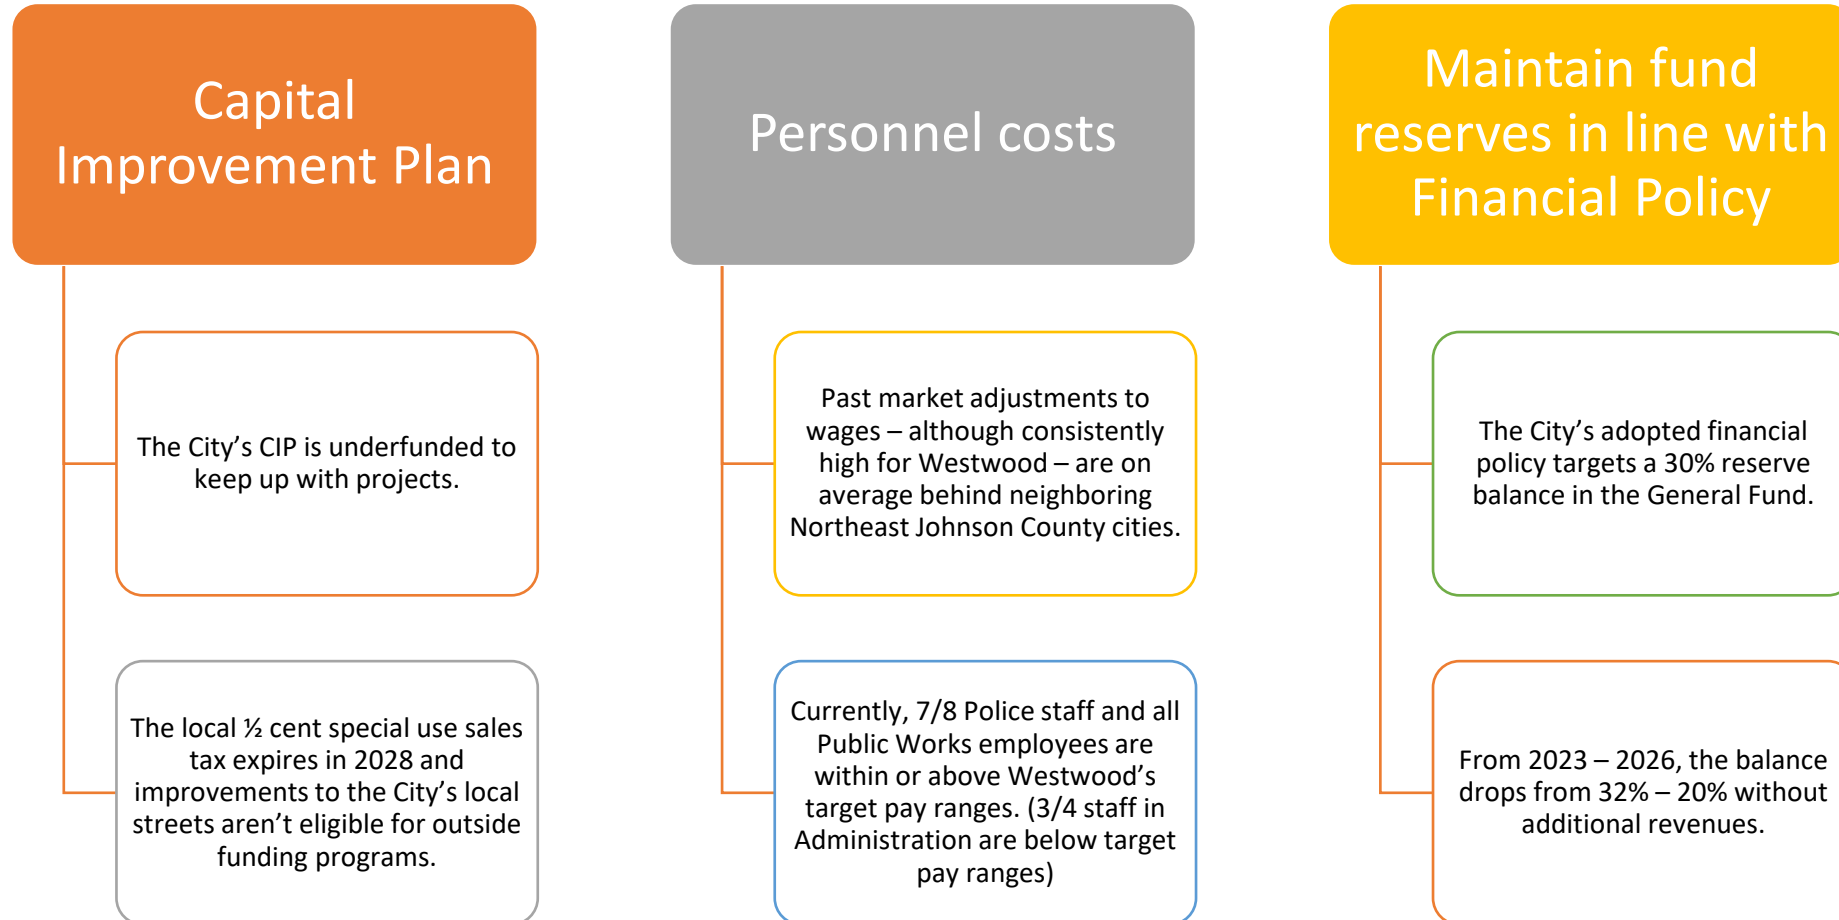 Capital
Improvement Plan
The City’s CIP is underfunded to
keep up with projects.
The local ½ cent special use sales
tax expires in 2028 and
improvements to the City’s local
streets aren’t eligible for outside
funding programs.
Personnel costs
Past market adjustments to
wages – although consistently
high for Westwood – are on
average behind neighboring
Northeast Johnson County cities.
Currently, 7/8 Police staff and all
Public Works employees are
within or above Westwood’s
target pay ranges. (3/4 staff in
Administration are below target
pay ranges)
Maintain fund
reserves in line with
Financial Policy
The City’s adopted financial
policy targets a 30% reserve
balance in the General Fund.
From 2023 – 2026, the balance
drops from 32% – 20% without
additional revenues.